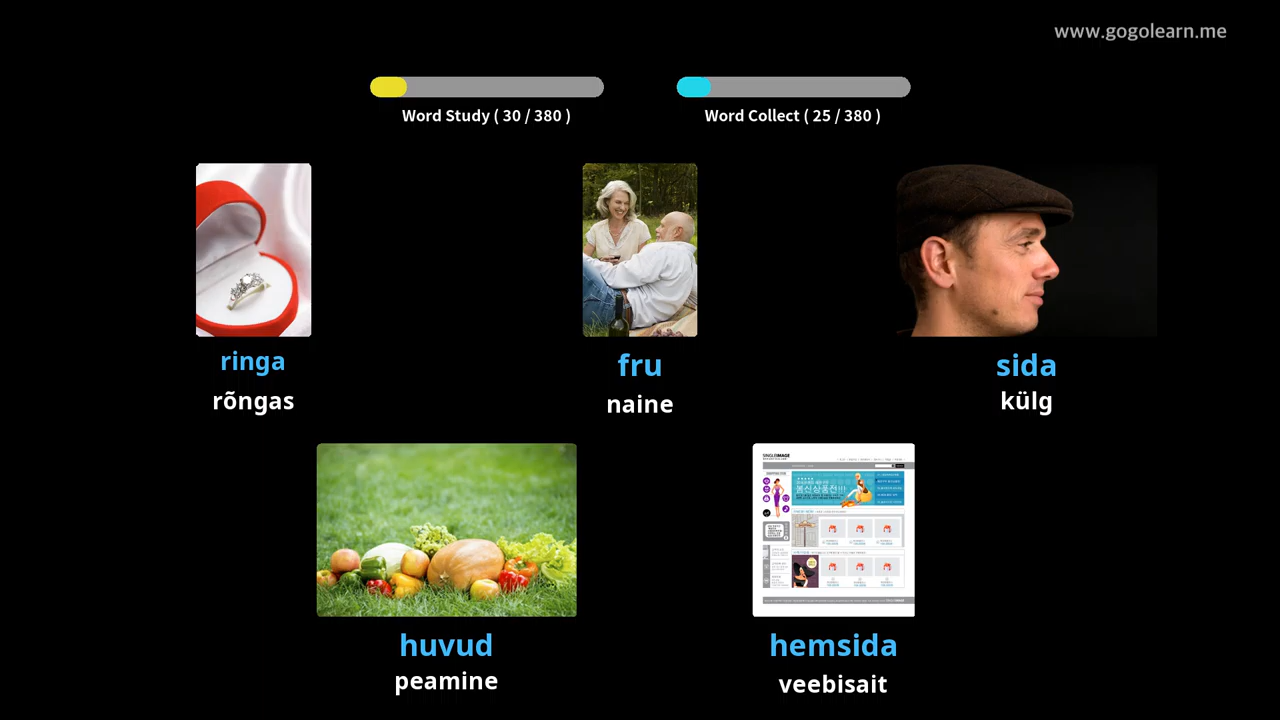 www.gogolearn.me
Word Study ( 30 / 380 )
Word Collect ( 25 / 380 )
ringa
rõngas
fru
naine
sida
külg
huvud
peamine
hemsida
veebisait